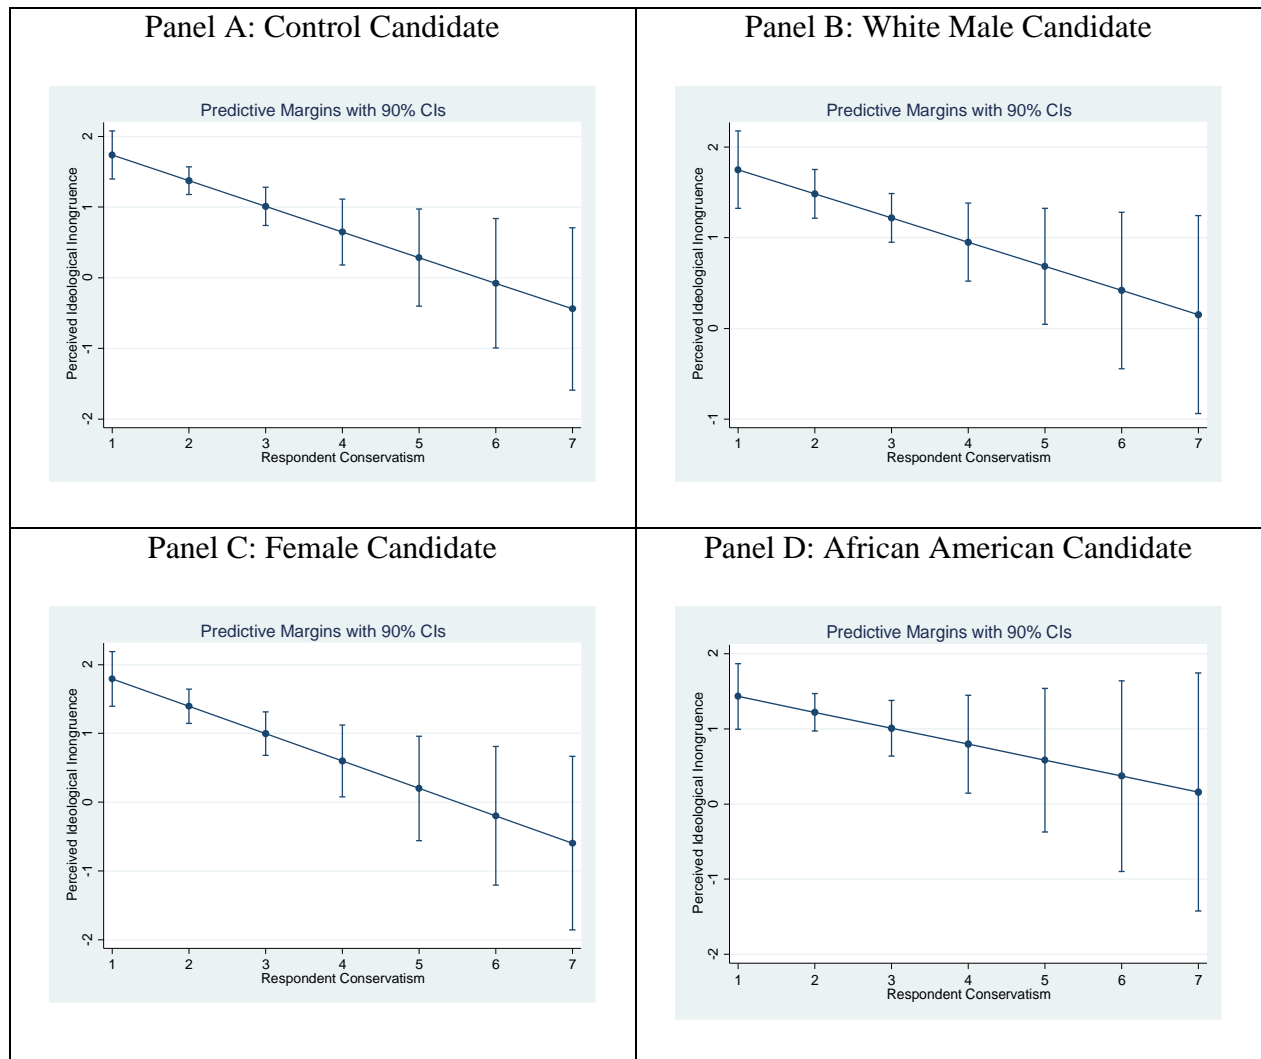 Panel A: Control Candidate
Predictive Margins with 90% CIs
Perceived Ideological Inongruence
2
1
0
-1
-2
1 2 3 4 5 6 7
Respondent Conservatism
Panel B: White Male Candidate
Predictive Margins with 90% CIs
Perceived Ideological Inongruence
2
1
0
-1
1 2 3 4 5 6 7
Respondent Conservatism
Panel C: Female Candidate
Predictive Margins with 90% CIs
Perceived Ideological Inongruence
2
1
0
-1
-2
1 2 3 4 5 6 7
Respondent Conservatism
Panel D: African American Candidate
Predictive Margins with 90% CIs
Perceived Ideological Inongruence
2
1
0
-1
-2
1 2 3 4 5 6 7
Respondent Conservatism